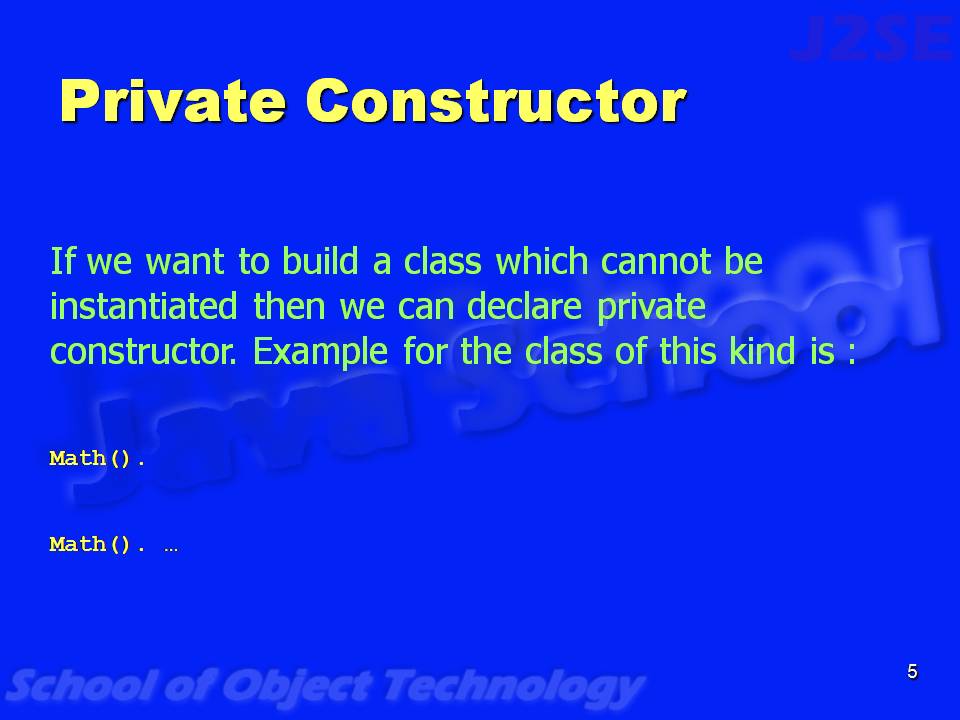 J2SE
Private Constructor
If we want to build a class which cannot be
instantiated then we can declare private
constructor. Example for the class of this kind is :
Java School
Math().
Math(). …
School of Object Technology
5